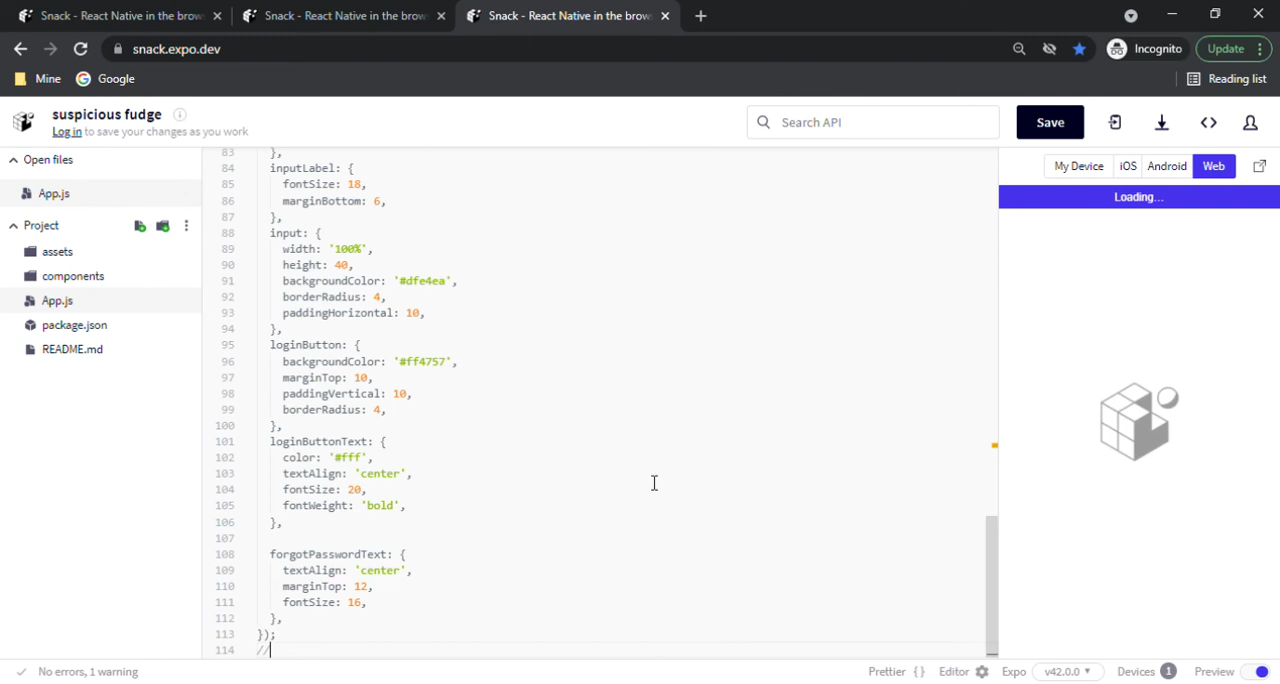 Snack - React Native in the brow
Snack - React Native in the brow
Snack - React Native in the brow
snack.expo.dev
Incognito
Update
Mine
Google
Reading list
suspicious fudge
Log in to save your changes as you work
Search API
Save
Open files
App.js
Project
assets
components
App.js
package.json
README.md
83 },
84 inputLabel: {
85 fontSize: 18,
86 marginBottom: 6,
87 },
88 input: {
89 width: '100%',
90 height: 40,
91 backgroundColor: '#dfe4ea',
92 borderRadius: 4,
93 paddingHorizontal: 10,
94 },
95 loginButton: {
96 backgroundColor: '#ff4757',
97 marginTop: 10,
98 paddingVertical: 10,
99 borderRadius: 4,
100 },
101 loginButtonText: {
102 color: '#fff',
103 textAlign: 'center',
104 fontSize: 20,
105 fontWeight: 'bold',
106 },
107
108 forgotPasswordText: {
109 textAlign: 'center',
110 marginTop: 12,
111 fontSize: 16,
112 },
113 });
114 //
My Device iOS Android Web
Loading...
No errors, 1 warning
Prettier {} Editor Expo v42.0.0 Devices 1 Preview